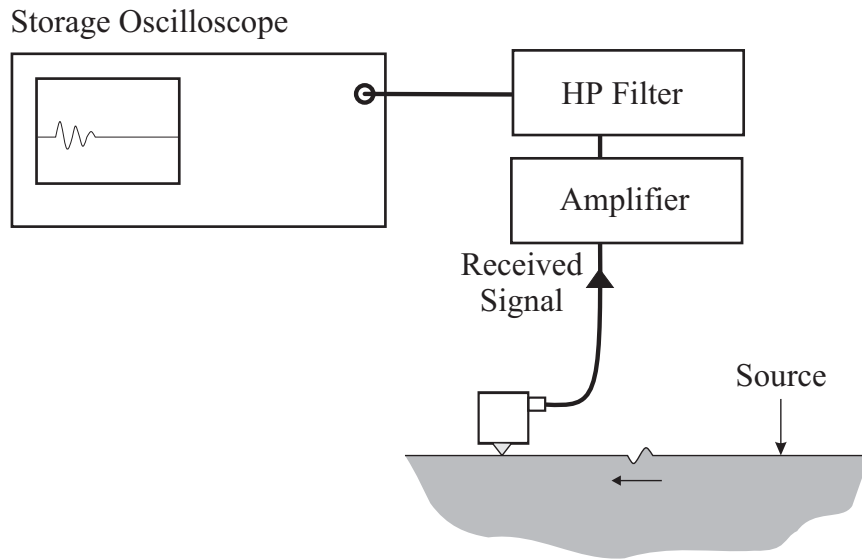 Storage Oscilloscope
HP Filter
Amplifier
Received
Signal
Source